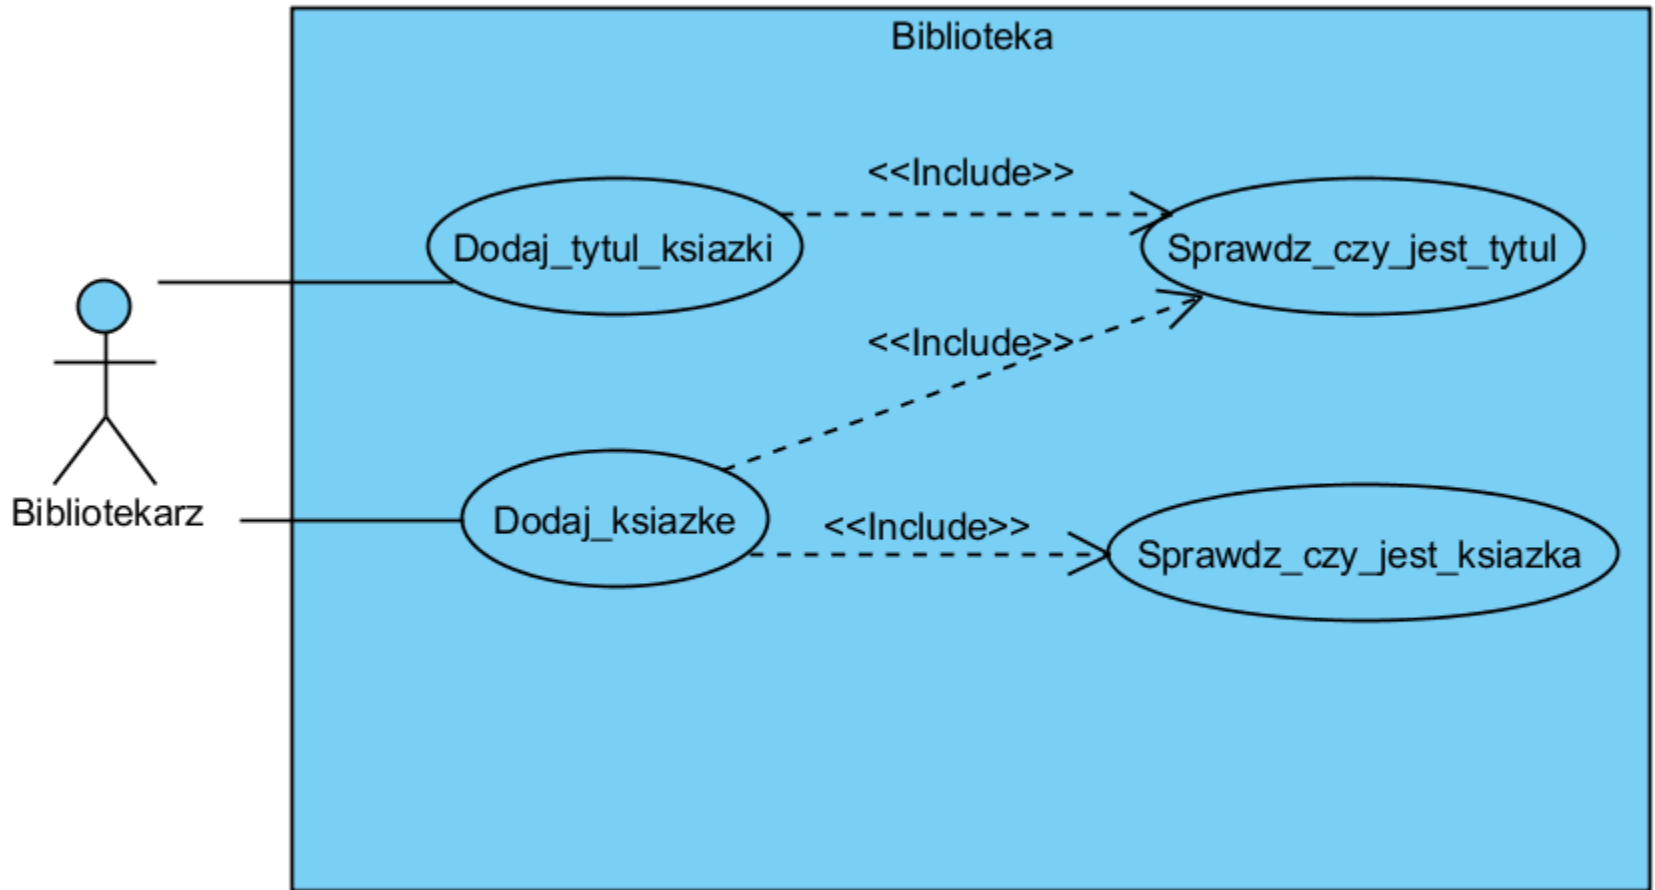 Biblioteka
<<Include>>
Dodaj_tytul_ksiazki
Sprawdz_czy_jest_tytul
<<Include>>
Bibliotekarz
Dodaj_ksiazke
<<Include>>
Sprawdz_czy_jest_ksiazka